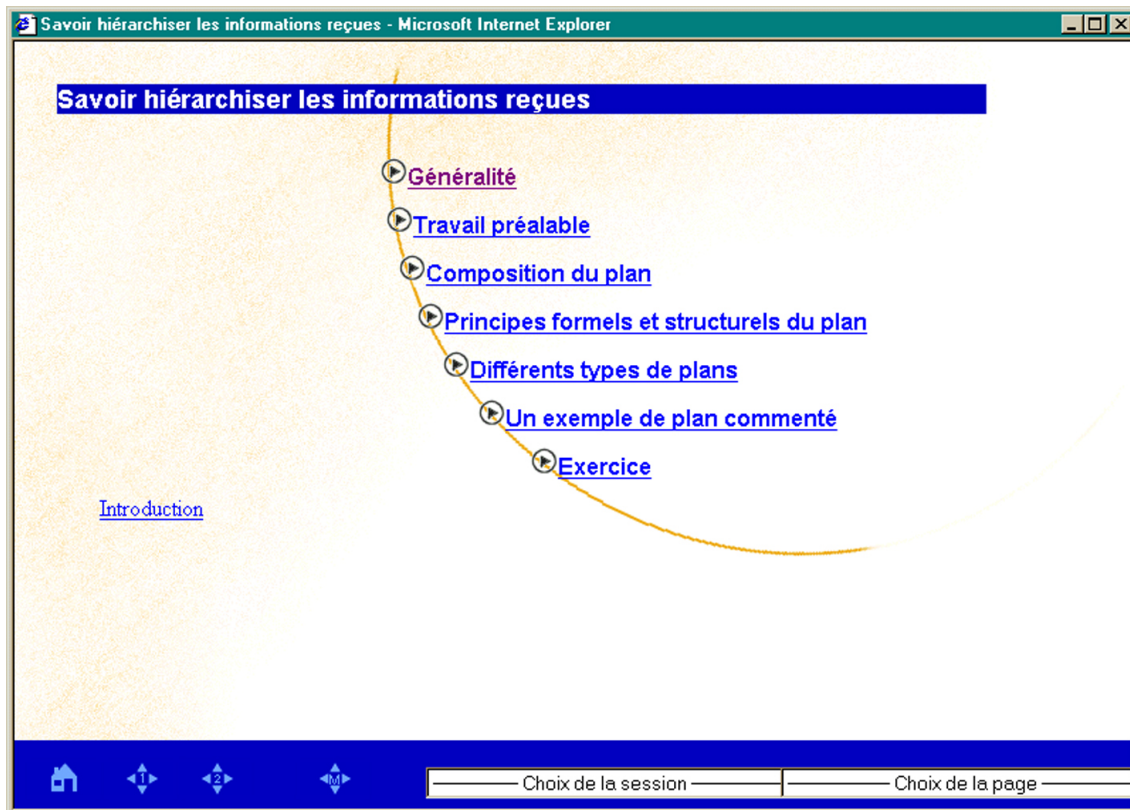 Savoir hiérarchiser les informations reçues - Microsoft Internet Explorer
Savoir hiérarchiser les informations reçues
Généralité
Travail préalable
Composition du plan
Principes formels et structurels du plan
Différents types de plans
Un exemple de plan commenté
Exercice
Introduction
1 2 M Choix de la session Choix de la page